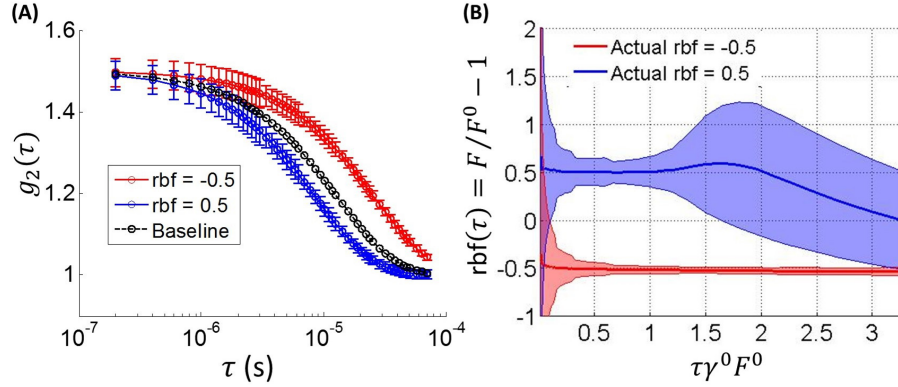 (A)
1.6
1.4
1.2
1
g₂(τ)
rbf = -0.5
rbf = 0.5
Baseline
10⁻⁷
10⁻⁶
10⁻⁵
10⁻⁴
τ (s)
(B)
2
1.5
1
0.5
0
-0.5
-1
rbf(τ) = F/F⁰ − 1
Actual rbf = -0.5
Actual rbf = 0.5
0.5
1
1.5
2
2.5
3
τγ⁰F⁰